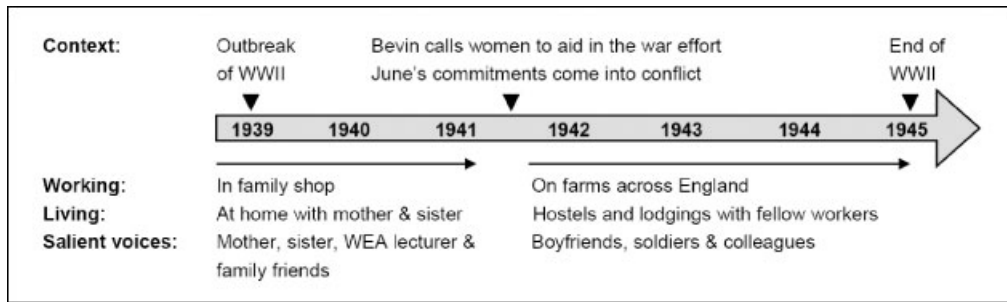 Context: Outbreak Bevin calls women to aid in the war effort End of
of WWII June's commitments come into conflict WWII
1939 1940 1941 1942 1943 1944 1945
Working: In family shop On farms across England
Living: At home with mother & sister Hostels and lodgings with fellow workers
Salient voices: Mother, sister, WEA lecturer & Boyfriends, soldiers & colleagues
family friends